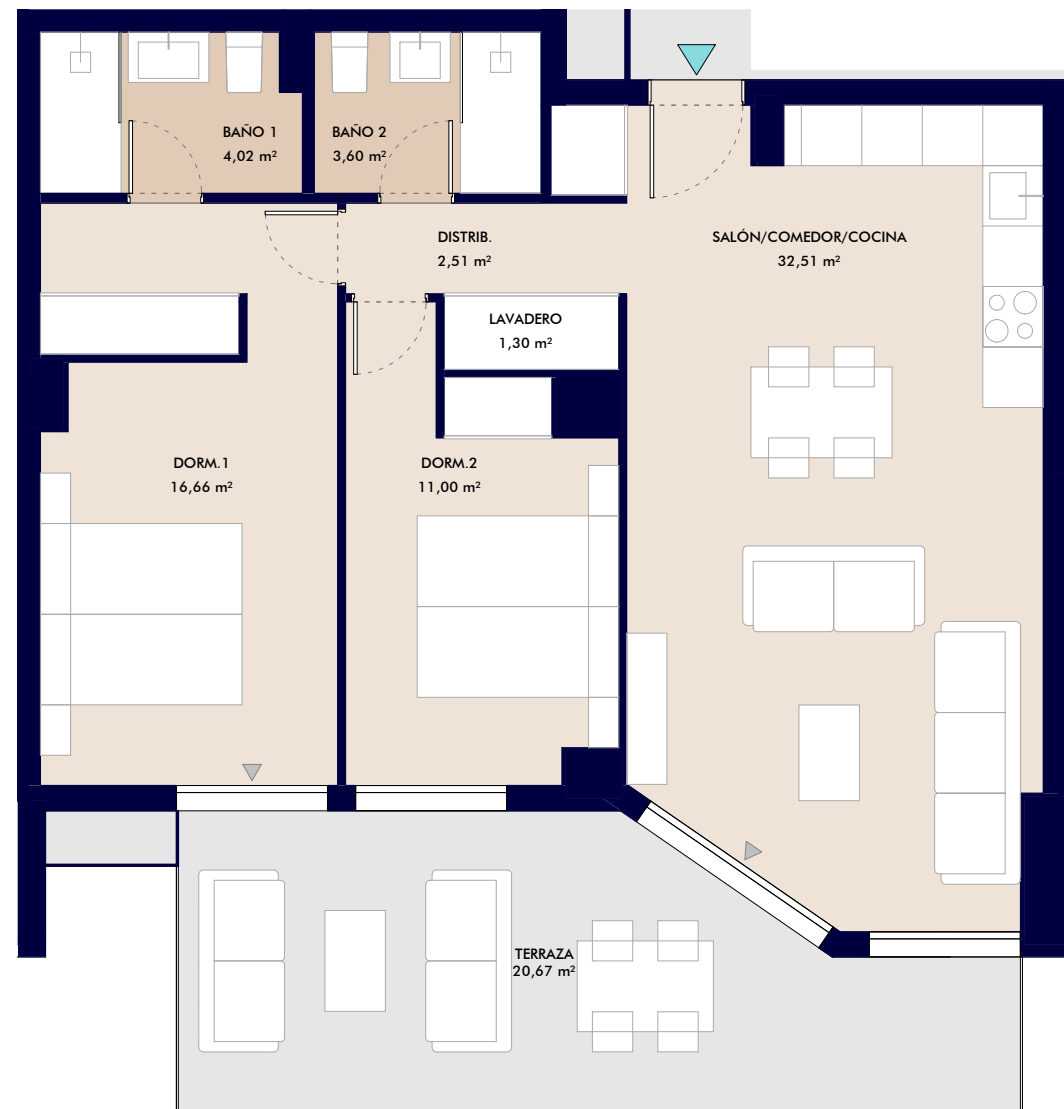 BAÑO 1
4,02 m²
BAÑO 2
3,60 m²
DISTRIB.
2,51 m²
SALÓN/COMEDOR/COCINA
32,51 m²
LAVADERO
1,30 m²
DORM.1
16,66 m²
DORM.2
11,00 m²
TERRAZA
20,67 m²